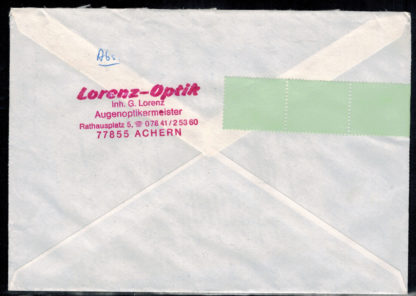 Abs.
Lorenz-Optik
Inh. G. Lorenz
Augenoptikermeister
Rathausplatz 5, ☎ 0 78 41 / 2 53 60
77855 ACHERN